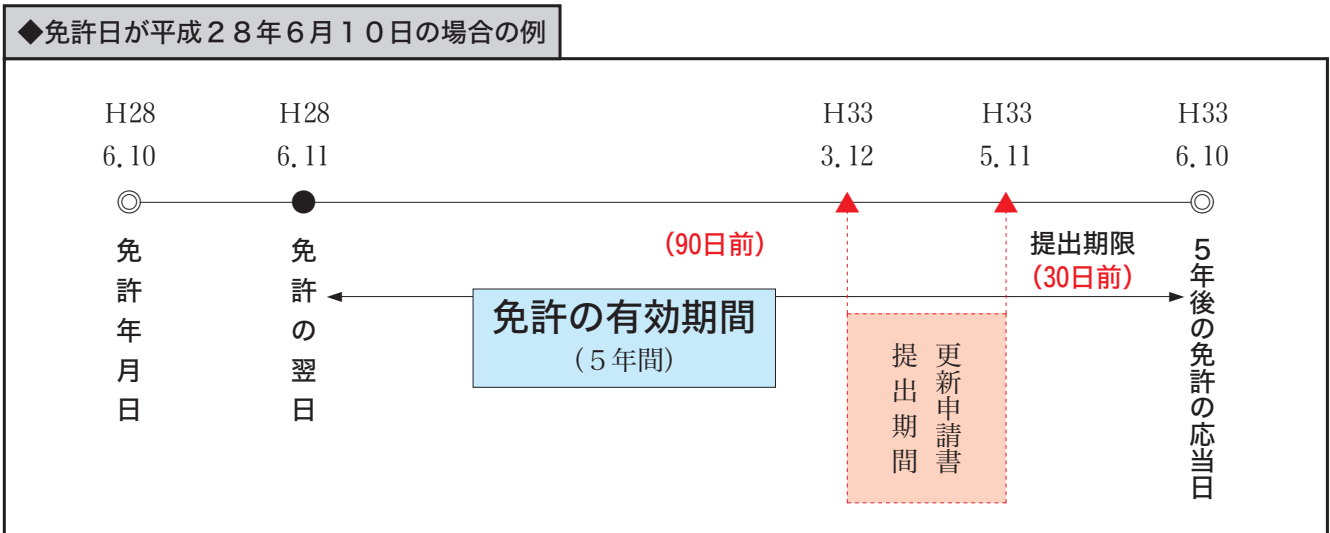 ◆免許日が平成２８年６月１０日の場合の例
H28
6.10
H28
6.11
H33
3.12
H33
5.11
H33
6.10
免許年月日
免許の翌日
(90日前)
提出期限
(30日前)
免許の有効期間
(５年間)
更新申請書
提出期間
５年後の免許の応当日